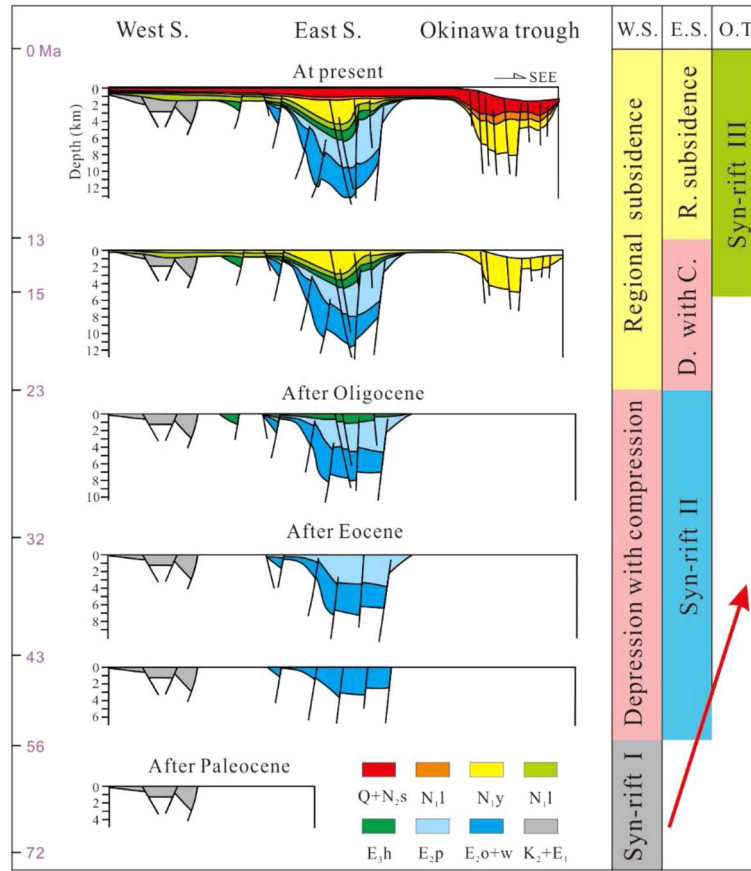 West S. East S. Okinawa trough W.S. E.S. O.T
0 Ma
At present
SEE
Depth (km)
0
2
4
6
8
10
12
13
0
2
4
6
8
10
12
15
23
After Oligocene
0
2
4
6
8
10
32
After Eocene
0
2
4
6
8
43
0
2
4
6
56
After Paleocene
0
2
4
72
Q+N₂s N₁l N₁y N₁l
E₃h E₂p E₂o+w K₂+E₁
Regional subsidence
Depression with compression
Syn-rift I
R. subsidence
D. with C.
Syn-rift II
Syn-rift III